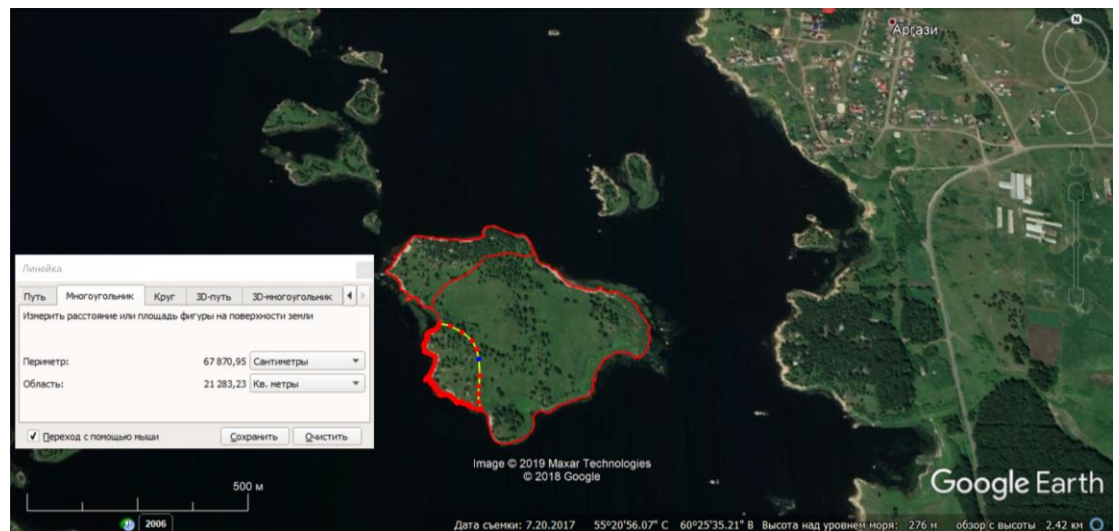 Аргази
N
Линейка
Путь Многоугольник Круг 3D-путь 3D-многоугольник
Измерить расстояние или площадь фигуры на поверхности земли
Периметр: 67 870,95 Сантиметры
Область: 21 283,23 Кв. метры
Переход с помощью мыши Сохранить Очистить
Image © 2019 Maxar Technologies
© 2018 Google
Google Earth
500 м
2006
Дата съемки: 7.20.2017 55°20'56.07" С 60°25'35.21" В Высота над уровнем моря: 276 м обзор с высоты 2.42 км